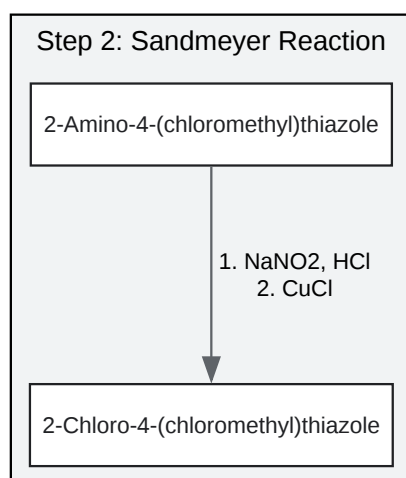 Step 2: Sandmeyer Reaction
2-Amino-4-(chloromethyl)thiazole
1. NaNO2, HCl
2. CuCl
2-Chloro-4-(chloromethyl)thiazole